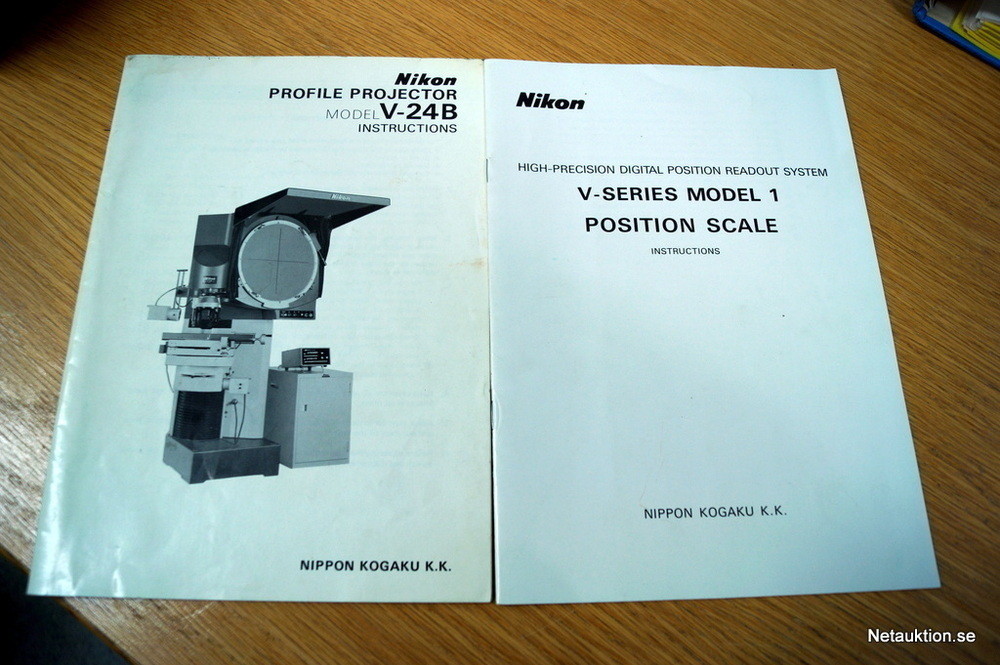 Nikon
PROFILE PROJECTOR
MODEL V-24B
INSTRUCTIONS
Nikon
NIPPON KOGAKU K.K.
Nikon
HIGH-PRECISION DIGITAL POSITION READOUT SYSTEM
V-SERIES MODEL 1
POSITION SCALE
INSTRUCTIONS
NIPPON KOGAKU K.K.
Netauktion.se